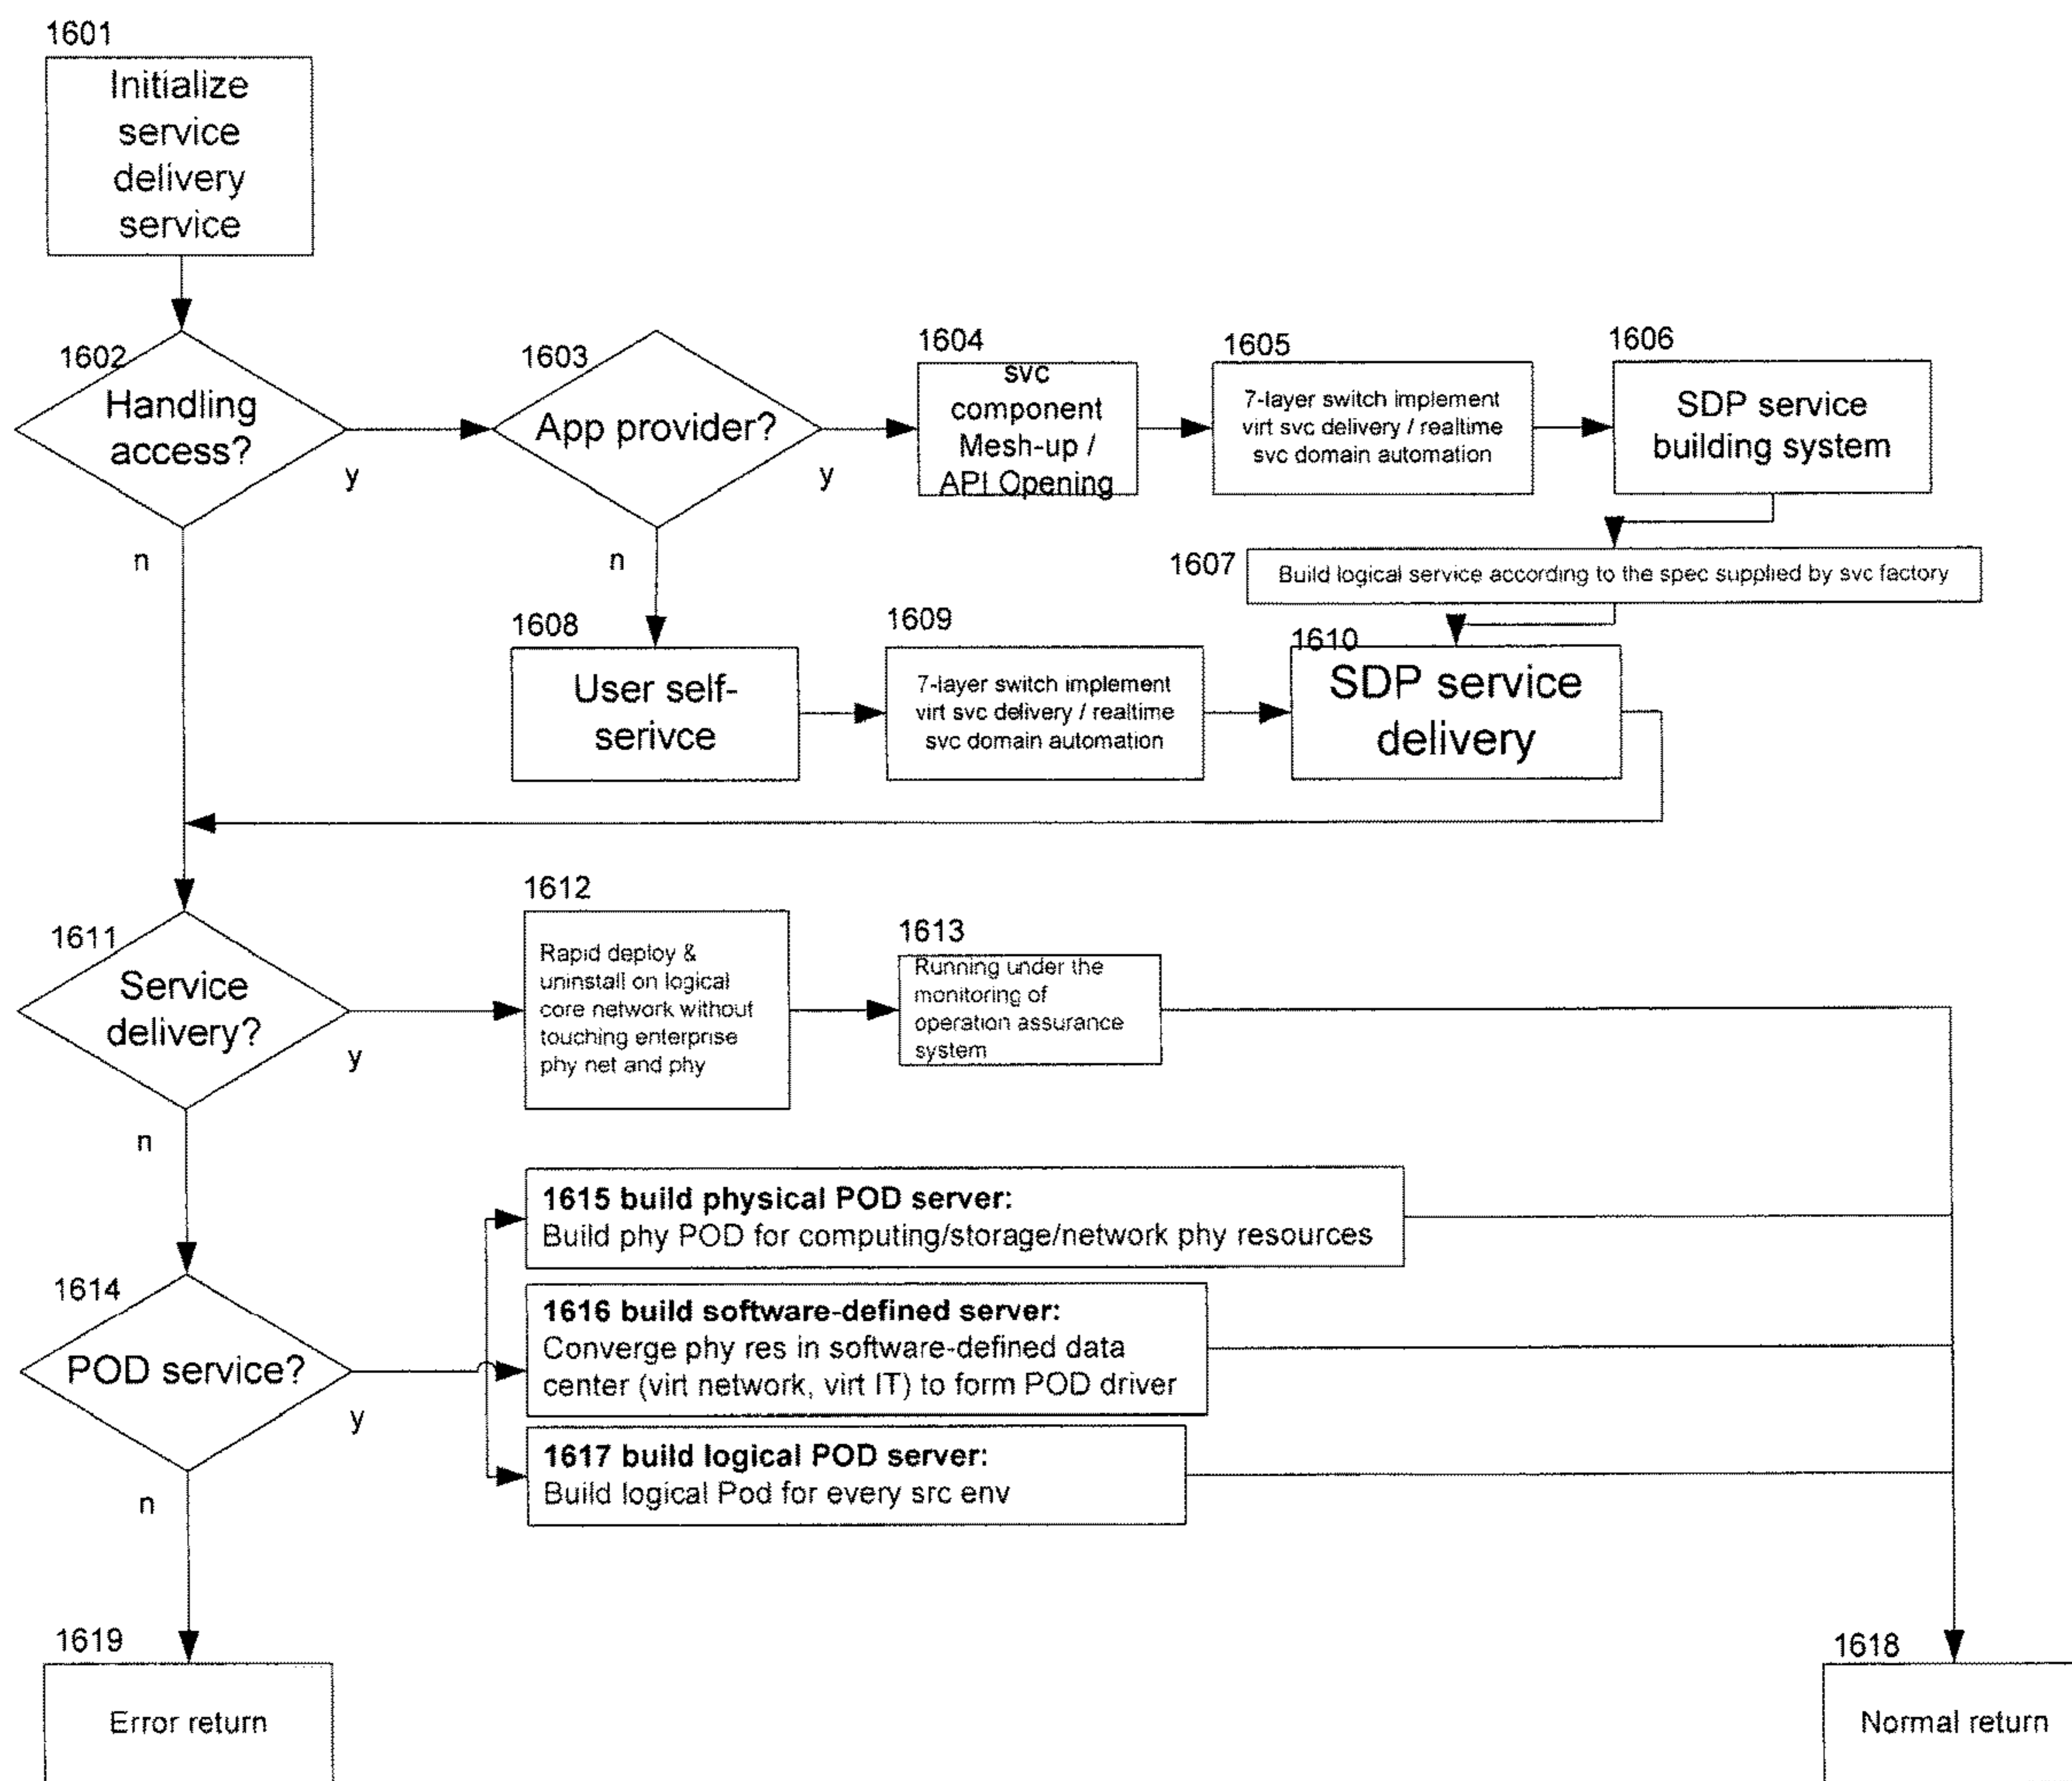 1601
Initialize
service
delivery
service
1602
Handling
access?
y
n
1603
App provider?
y
n
1604
svc
component
Mesh-up /
API Opening
1605
7-layer switch implement
virt svc delivery / realtime
svc domain automation
1606
SDP service
building system
1607
Build logical service according to the spec supplied by svc factory
1608
User self-
serivce
1609
7-layer switch implement
virt svc delivery / realtime
svc domain automation
1610
SDP service
delivery
1611
Service
delivery?
y
n
1612
Rapid deploy &
uninstall on logical
core network without
touching enterprise
phy net and phy
1613
Running under the
monitoring of
operation assurance
system
1614
POD service?
y
n
1615 build physical POD server:
Build phy POD for computing/storage/network phy resources
1616 build software-defined server:
Converge phy res in software-defined data
center (virt network, virt IT) to form POD driver
1617 build logical POD server:
Build logical Pod for every src env
1619
Error return
1618
Normal return